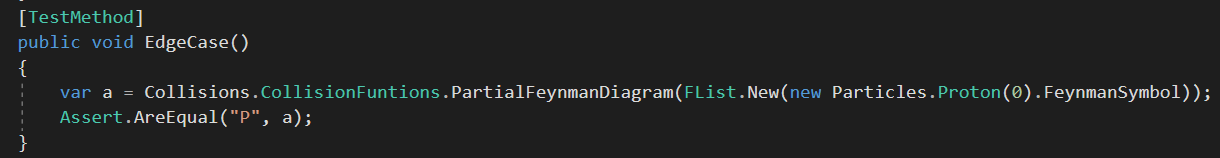 [TestMethod]
public void EdgeCase()
{
var a = Collisions.CollisionFuntions.PartialFeynmanDiagram(FList.New(new Particles.Proton(0).FeynmanSymbol));
Assert.AreEqual("P", a);
}